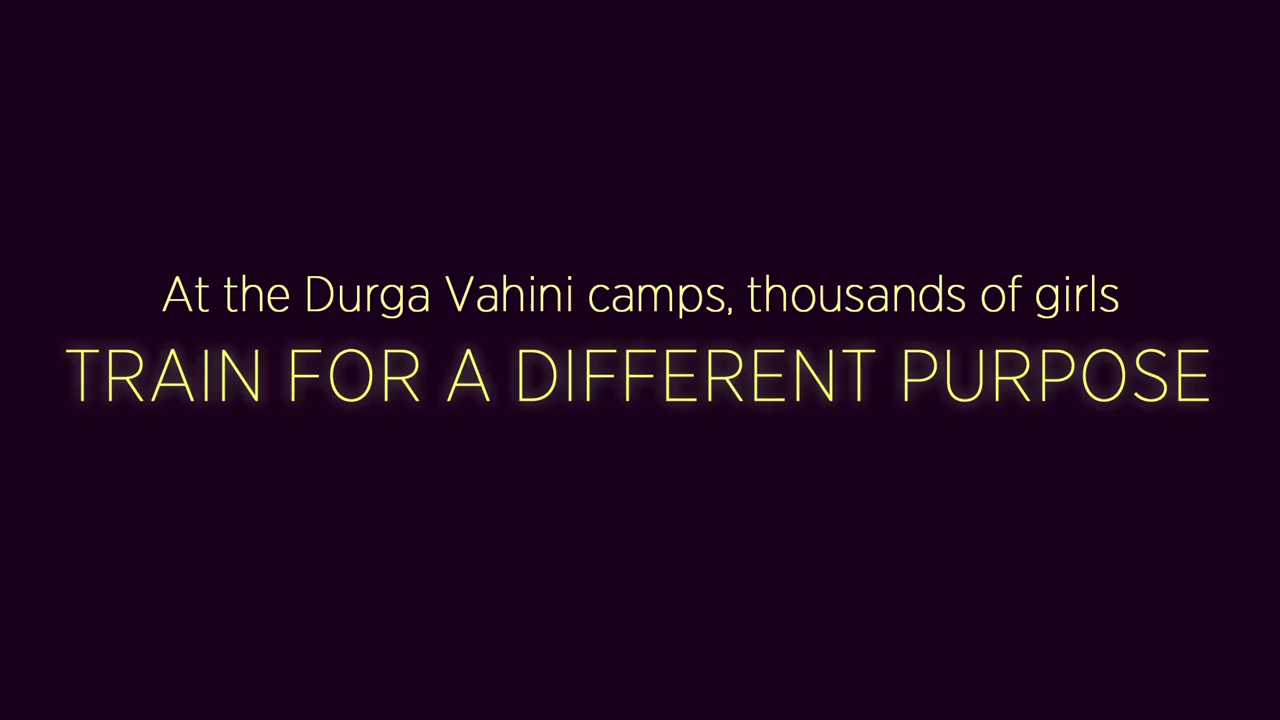 At the Durga Vahini camps, thousands of girls
TRAIN FOR A DIFFERENT PURPOSE